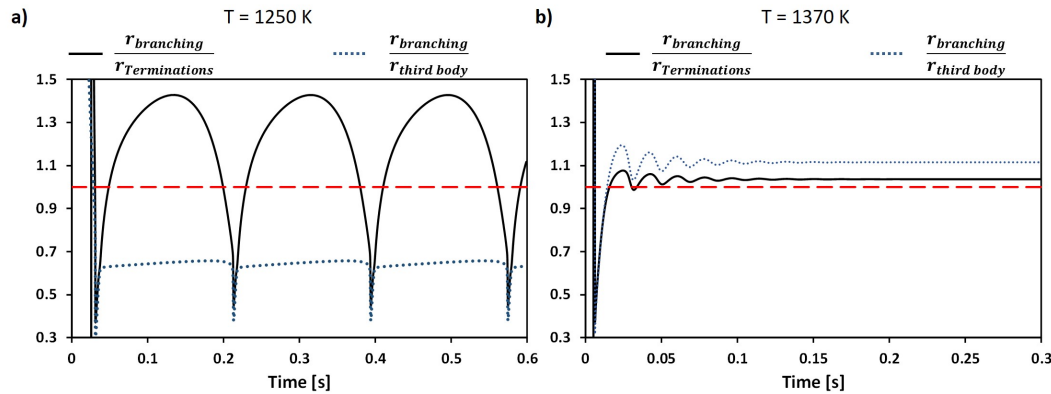 a)
T = 1250 K
r_branching / r_Terminations
r_branching / r_third body
1.5
1.3
1.1
0.9
0.7
0.5
0.3
0 0.1 0.2 0.3 0.4 0.5 0.6
Time [s]
b)
T = 1370 K
r_branching / r_Terminations
r_branching / r_third body
1.5
1.3
1.1
0.9
0.7
0.5
0.3
0 0.05 0.1 0.15 0.2 0.25 0.3
Time [s]